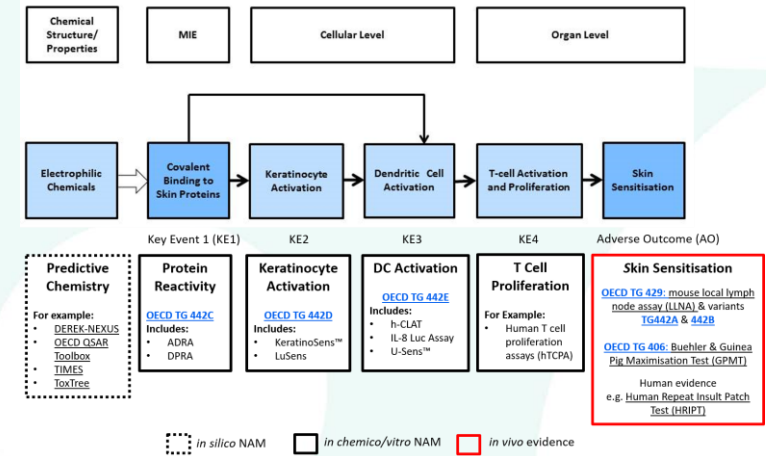 Chemical
Structure/
Properties
MIE
Cellular Level
Organ Level
Electrophilic
Chemicals
Covalent
Binding to
Skin Proteins
Keratinocyte
Activation
Dendritic Cell
Activation
T-cell Activation
and Proliferation
Skin
Sensitisation
Key Event 1 (KE1)
KE2
KE3
KE4
Adverse Outcome (AO)
Predictive
Chemistry
For example:
• DEREK-NEXUS
• OECD QSAR
Toolbox
• TIMES
• ToxTree
Protein
Reactivity
OECD TG 442C
Includes:
• ADRA
• DPRA
Keratinocyte
Activation
OECD TG 442D
Includes:
• KeratinoSens™
• LuSens
DC Activation
OECD TG 442E
Includes:
• h-CLAT
• IL-8 Luc Assay
• U-Sens™
T Cell
Proliferation
For Example:
• Human T cell
proliferation
assays (hTCPA)
Skin Sensitisation
OECD TG 429: mouse local lymph
node assay (LLNA) & variants
TG442A & 442B
OECD TG 406: Buehler & Guinea
Pig Maximisation Test (GPMT)
Human evidence
e.g. Human Repeat Insult Patch
Test (HRIPT)
in silico NAM
in chemico/vitro NAM
in vivo evidence